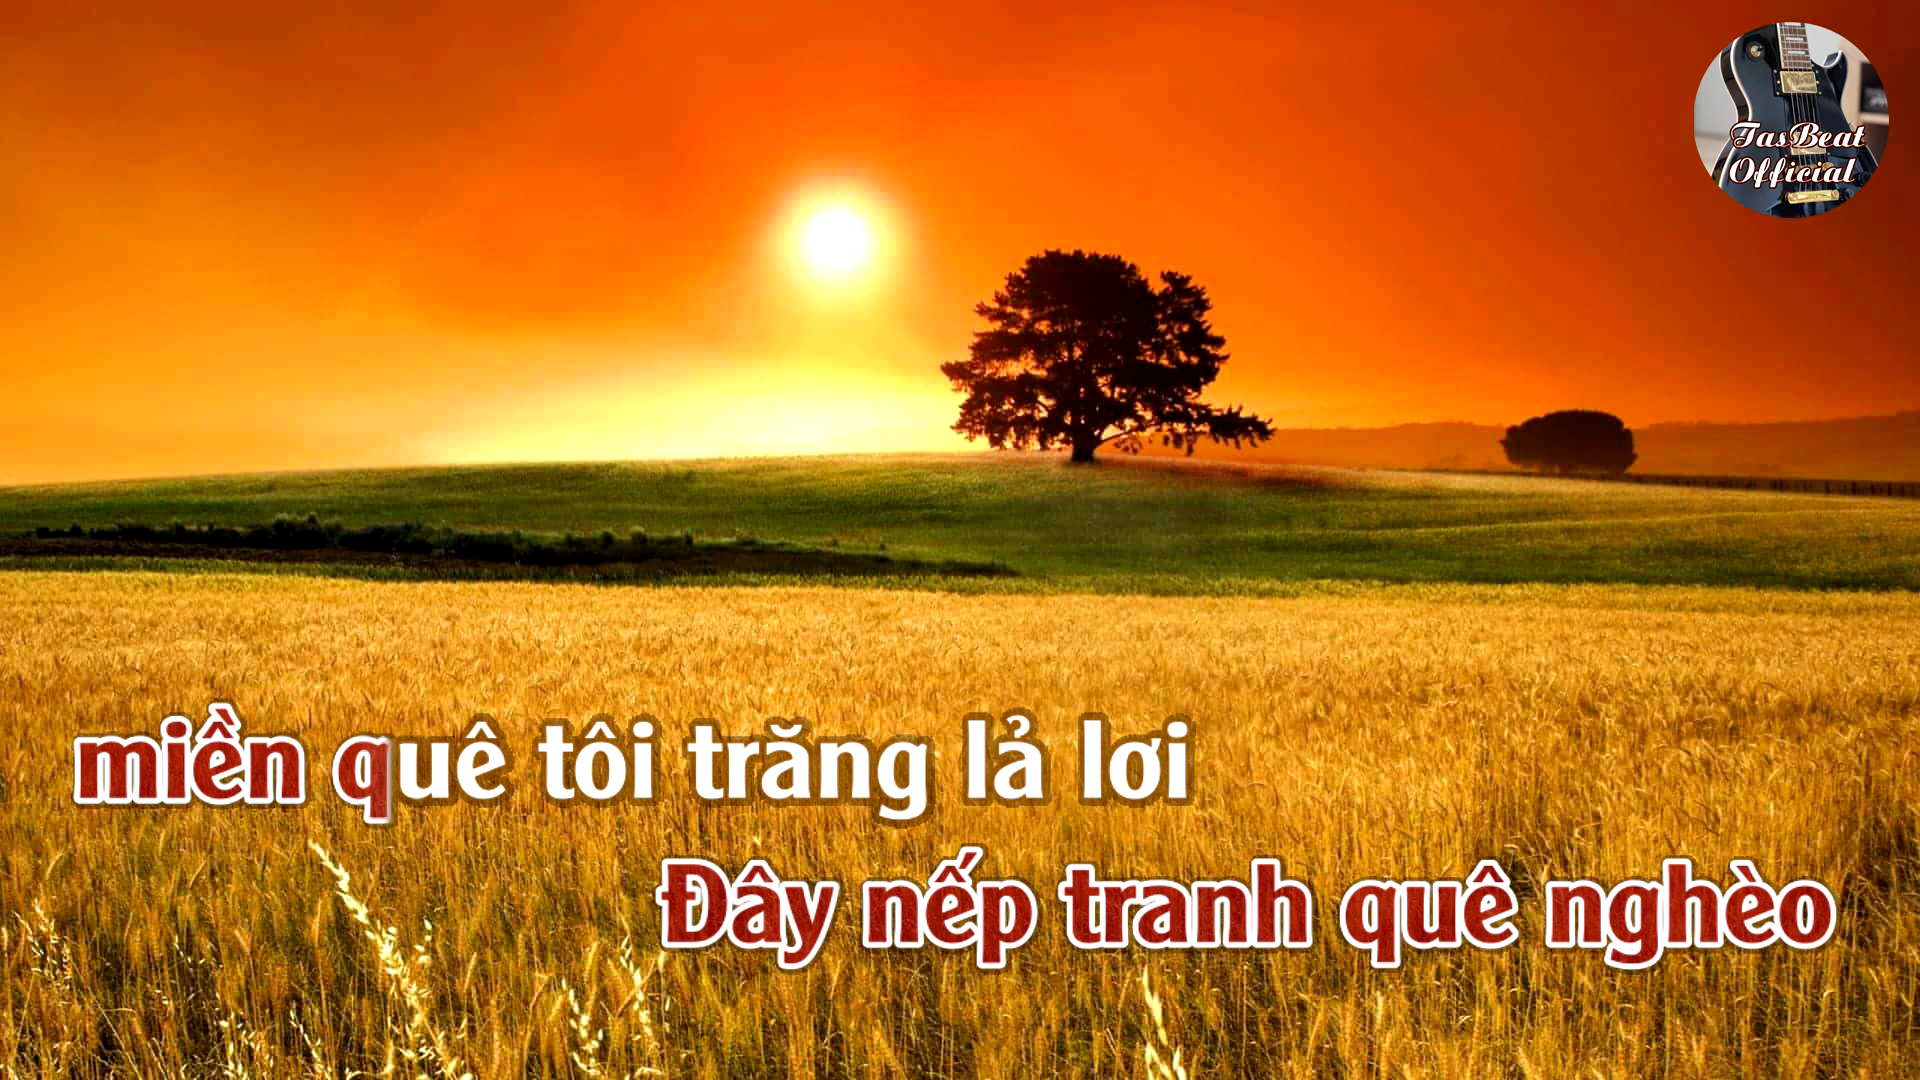 TasBeat
Official
miền quê tôi trăng lả lơi
Đây nếp tranh quê nghèo